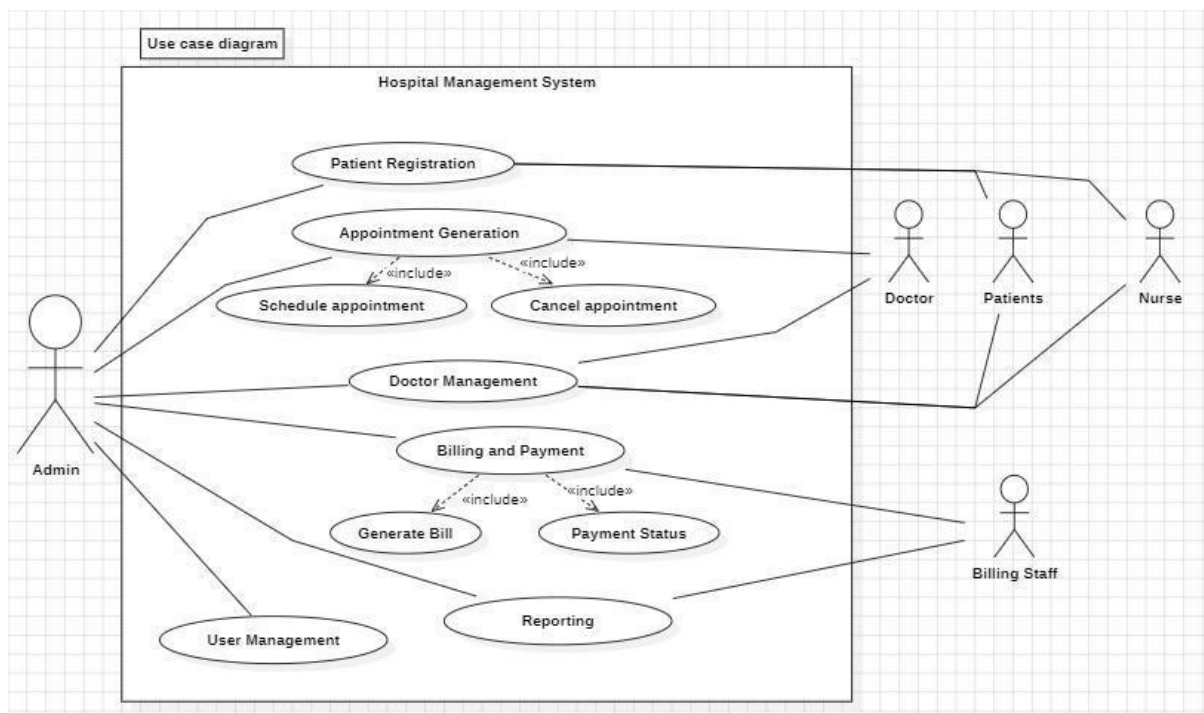 Use case diagram
Hospital Management System
Patient Registration
Appointment Generation
«include»
«include»
Schedule appointment
Cancel appointment
Doctor
Patients
Nurse
Doctor Management
Admin
Billing and Payment
«include»
«include»
Generate Bill
Payment Status
Billing Staff
Reporting
User Management